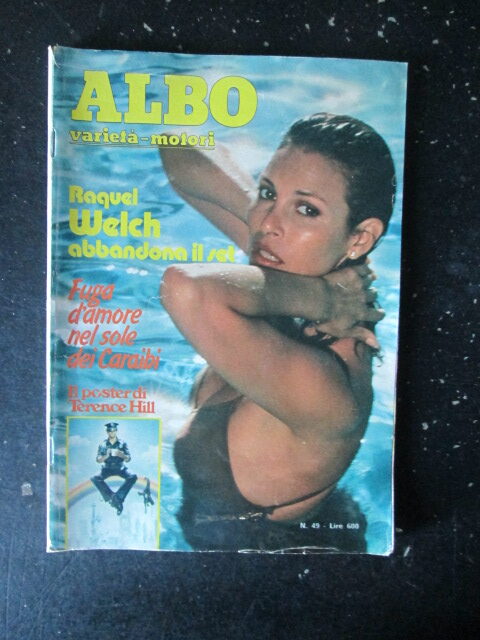 ALBO
varietà-motori
Raquel
Welch
abbandona il set
Fuga
d'amore
nel sole
dei Caraibi
Il poster di
Terence Hill
N. 49 - Lire 600